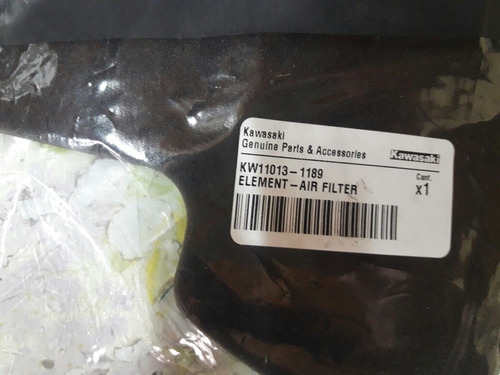 Kawasaki
Genuine Parts & Accessories
Kawasaki
KW11013-1189
Cant.
ELEMENT-AIR FILTER
x1